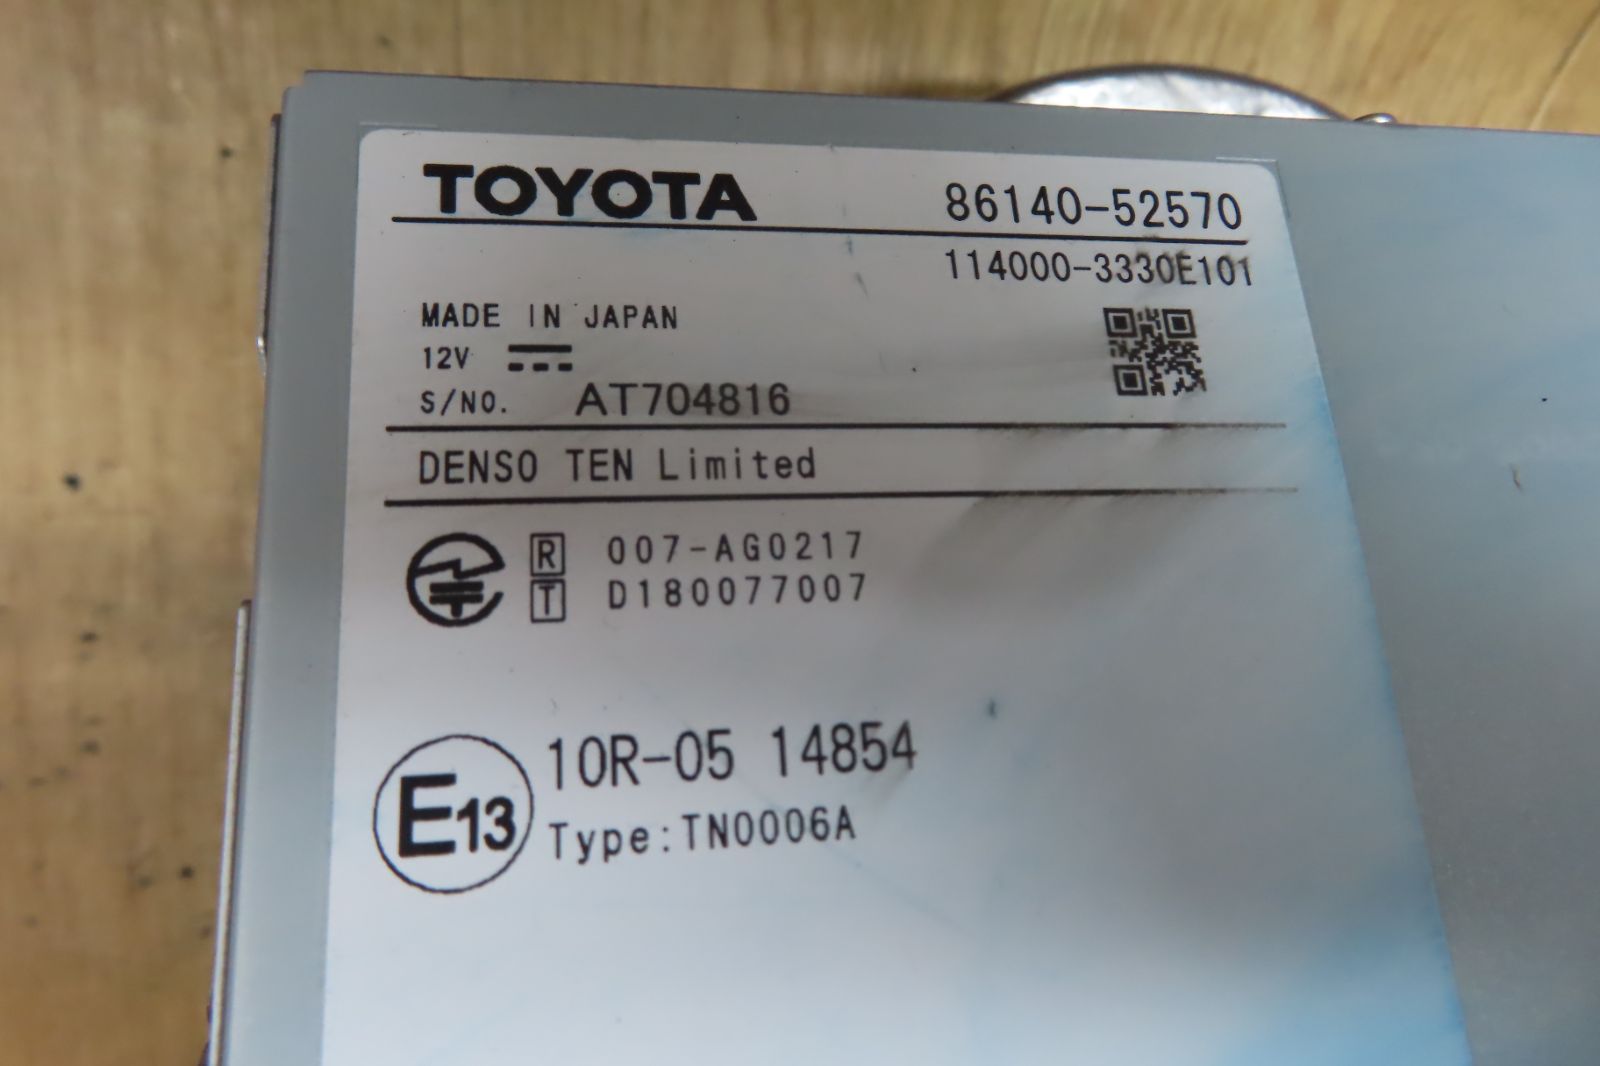 TOYOTA 86140-52570
114000-3330E101
MADE IN JAPAN
12V
S/NO. AT704816
DENSO TEN Limited
R 007-AG0217
T D180077007
E13 10R-05 14854
Type:TN0006A